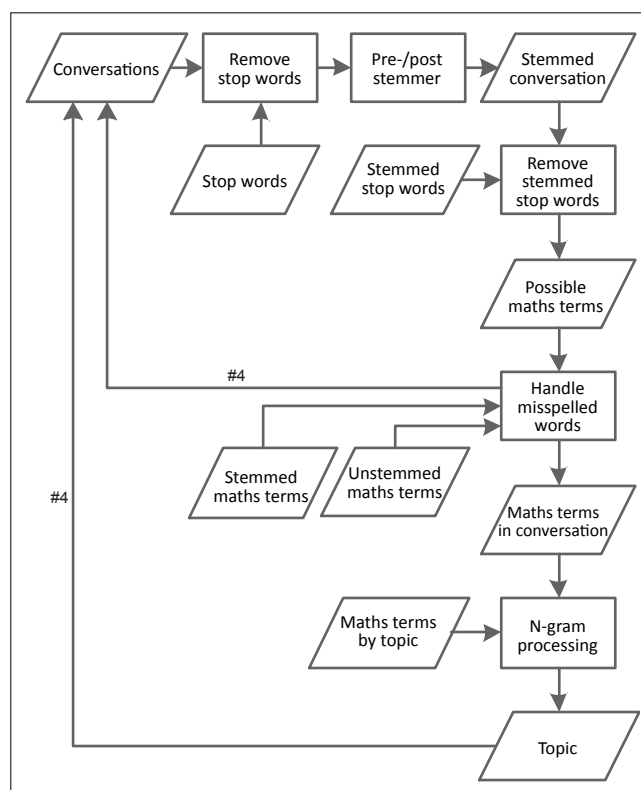 Conversations
Remove
stop words
Pre-/post
stemmer
Stemmed
conversation
Stop words
Stemmed
stop words
Remove
stemmed
stop words
Possible
maths terms
#4
Handle
misspelled
words
Stemmed
maths terms
Unstemmed
maths terms
#4
Maths terms
in conversation
Maths terms
by topic
N-gram
processing
Topic